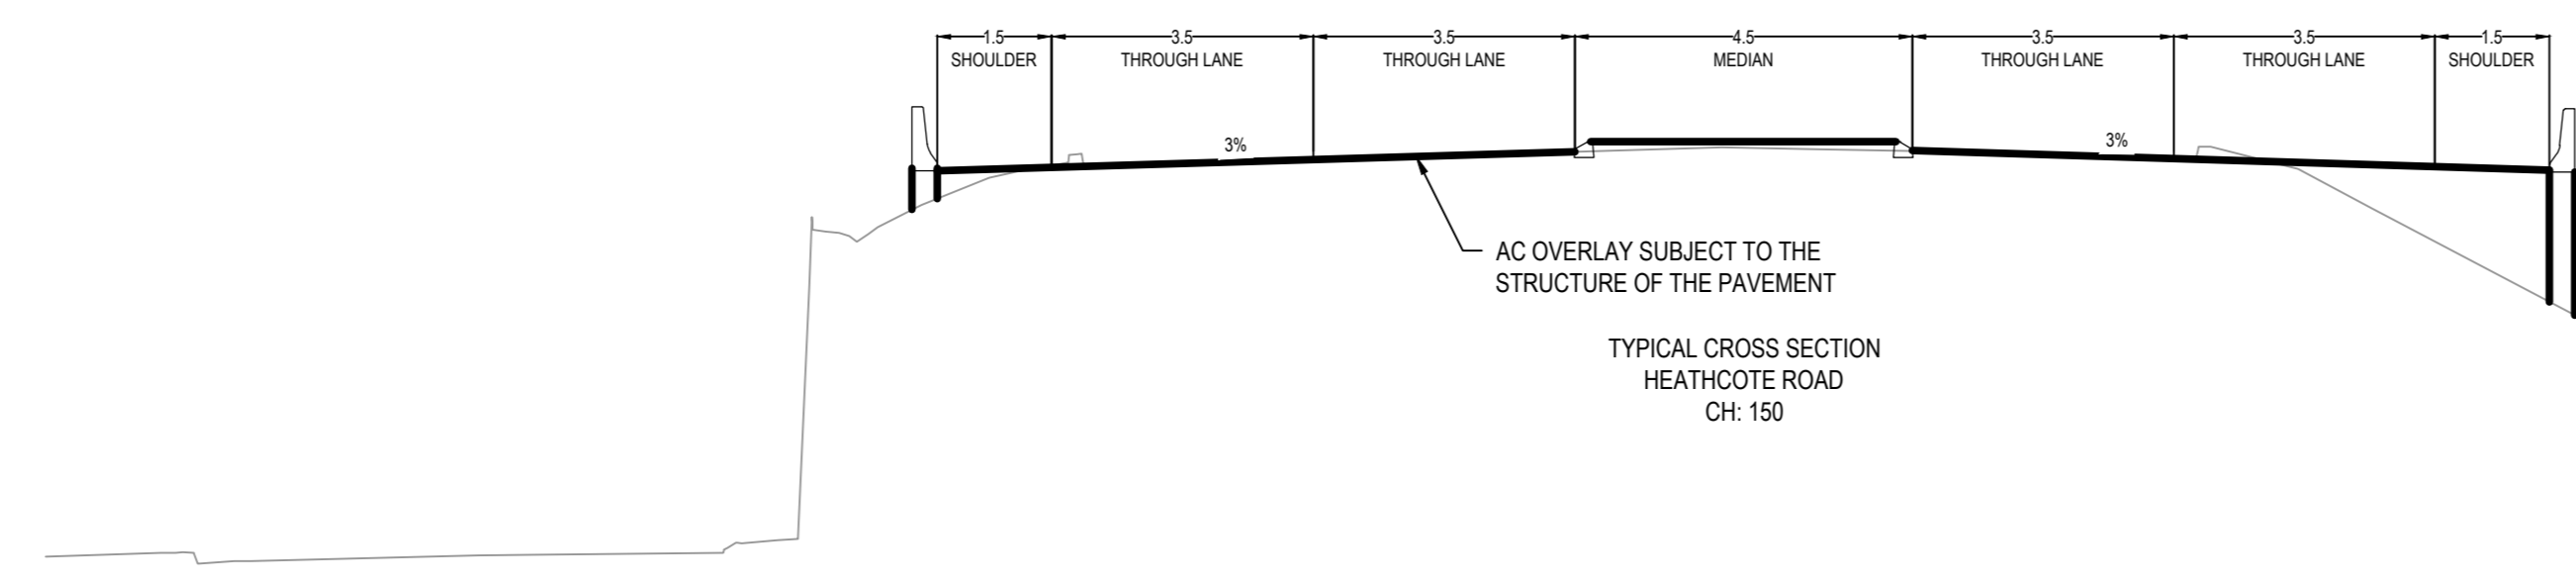 1.5 3.5 3.5 4.5 3.5 3.5 1.5
SHOULDER THROUGH LANE THROUGH LANE MEDIAN THROUGH LANE THROUGH LANE SHOULDER
3% 3%
AC OVERLAY SUBJECT TO THE
STRUCTURE OF THE PAVEMENT
TYPICAL CROSS SECTION
HEATHCOTE ROAD
CH: 150